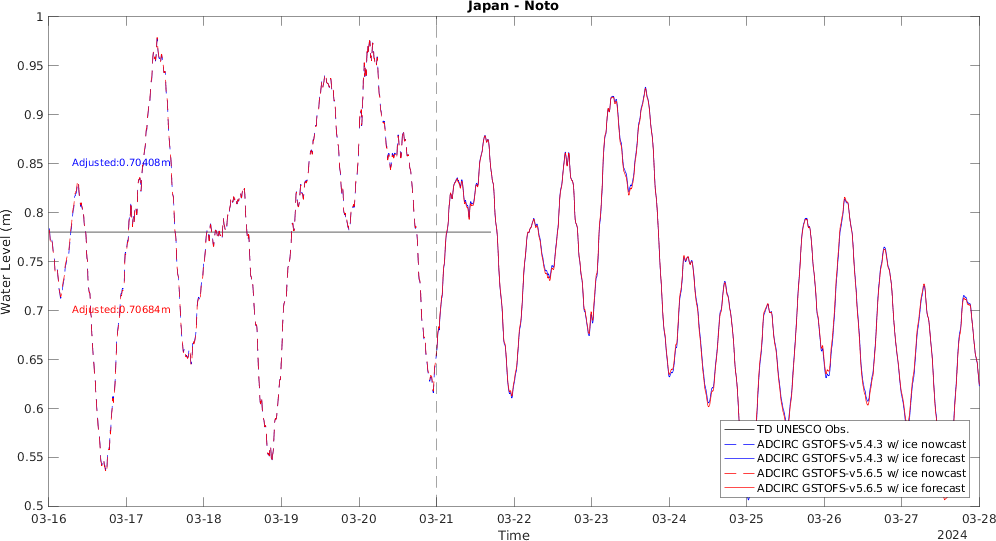 Japan - Noto
Water Level (m)
1
0.95
0.9
0.85
0.8
0.75
0.7
0.65
0.6
0.55
0.5
Adjusted:0.70408m
Adjusted:0.70684m
TD UNESCO Obs.
ADCIRC GSTOFS-v5.4.3 w/ ice nowcast
ADCIRC GSTOFS-v5.4.3 w/ ice forecast
ADCIRC GSTOFS-v5.6.5 w/ ice nowcast
ADCIRC GSTOFS-v5.6.5 w/ ice forecast
03-16 03-17 03-18 03-19 03-20 03-21 03-22 03-23 03-24 03-25 03-26 03-27 03-28
Time
2024